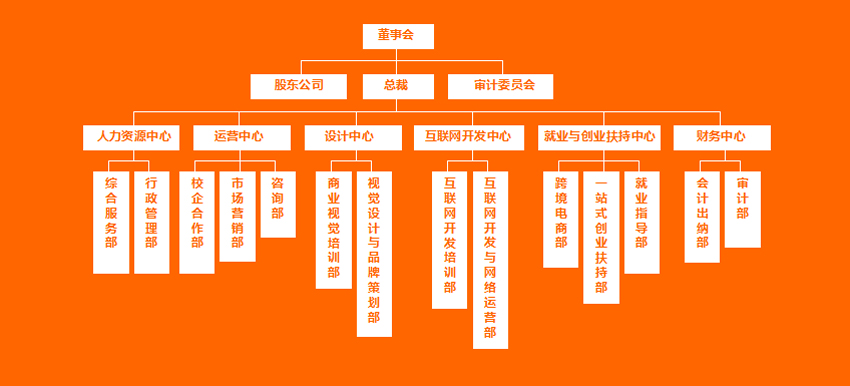 董事会
股东公司
总裁
审计委员会
人力资源中心
运营中心
设计中心
互联网开发中心
就业与创业扶持中心
财务中心
综合服务部
行政管理部
校企合作部
市场营销部
咨询部
商业视觉培训部
视觉设计与品牌策划部
互联网开发培训部
互联网开发与网络运营部
跨境电商部
一站式创业扶持部
就业指导部
会计出纳部
审计部